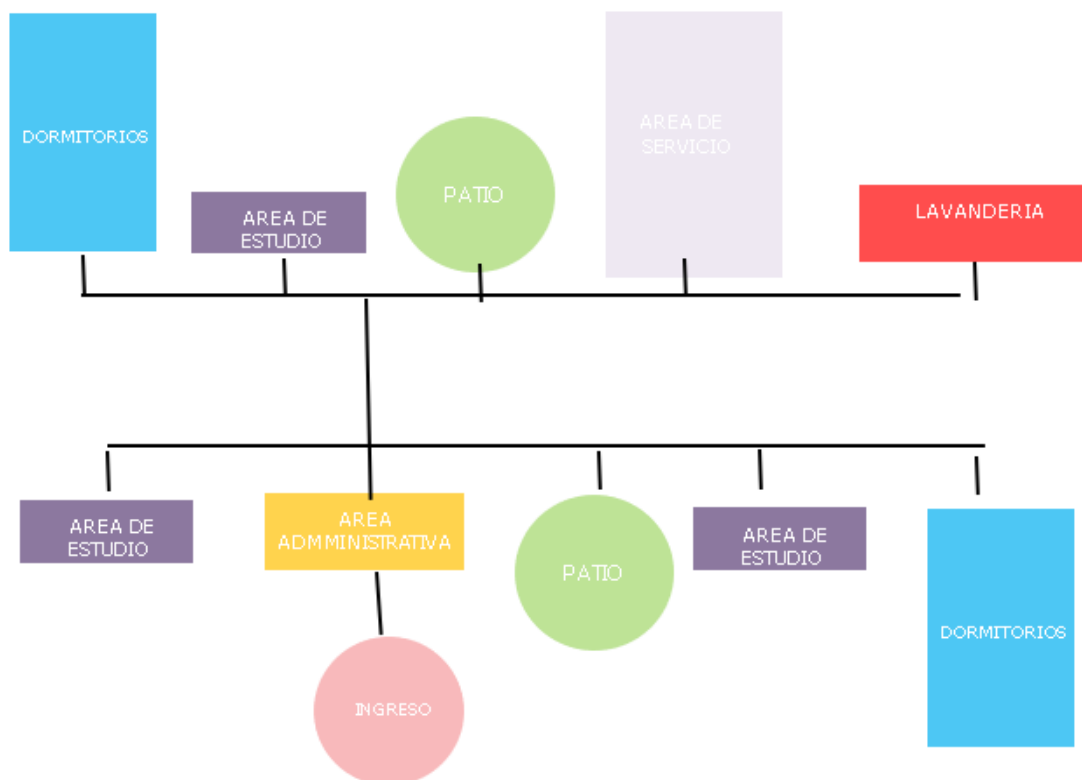 DORMITORIOS
AREA DE
ESTUDIO
PATIO
AREA DE
SERVICIO
LAVANDERIA
AREA DE
ESTUDIO
AREA
ADMMINISTRATIVA
PATIO
AREA DE
ESTUDIO
DORMITORIOS
INGRESO